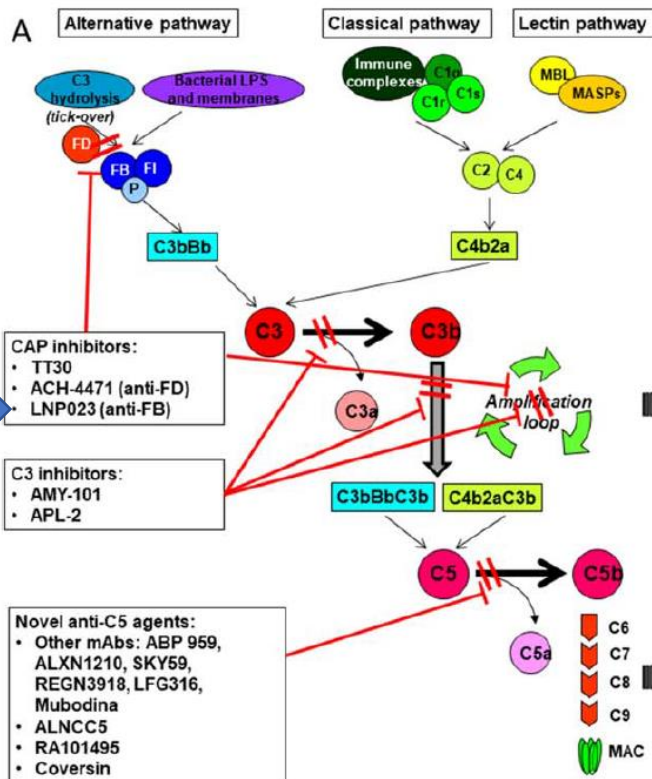 A
Alternative pathway
Classical pathway
Lectin pathway
C3
hydrolysis
(tick-over)
Bacterial LPS
and membranes
Immune
complexes
C1q
C1r
C1s
MBL
MASPs
FD
FB
FI
P
C2
C4
C3bBb
C4b2a
C3
C3b
CAP inhibitors:
• TT30
• ACH-4471 (anti-FD)
• LNP023 (anti-FB)
C3a
Amplification
loop
C3 inhibitors:
• AMY-101
• APL-2
C3bBbC3b
C4b2aC3b
C5
C5b
Novel anti-C5 agents:
• Other mAbs: ABP 959,
ALXN1210, SKY59,
REGN3918, LFG316,
Mubodina
• ALNCC5
• RA101495
• Coversin
C5a
C6
C7
C8
C9
MAC